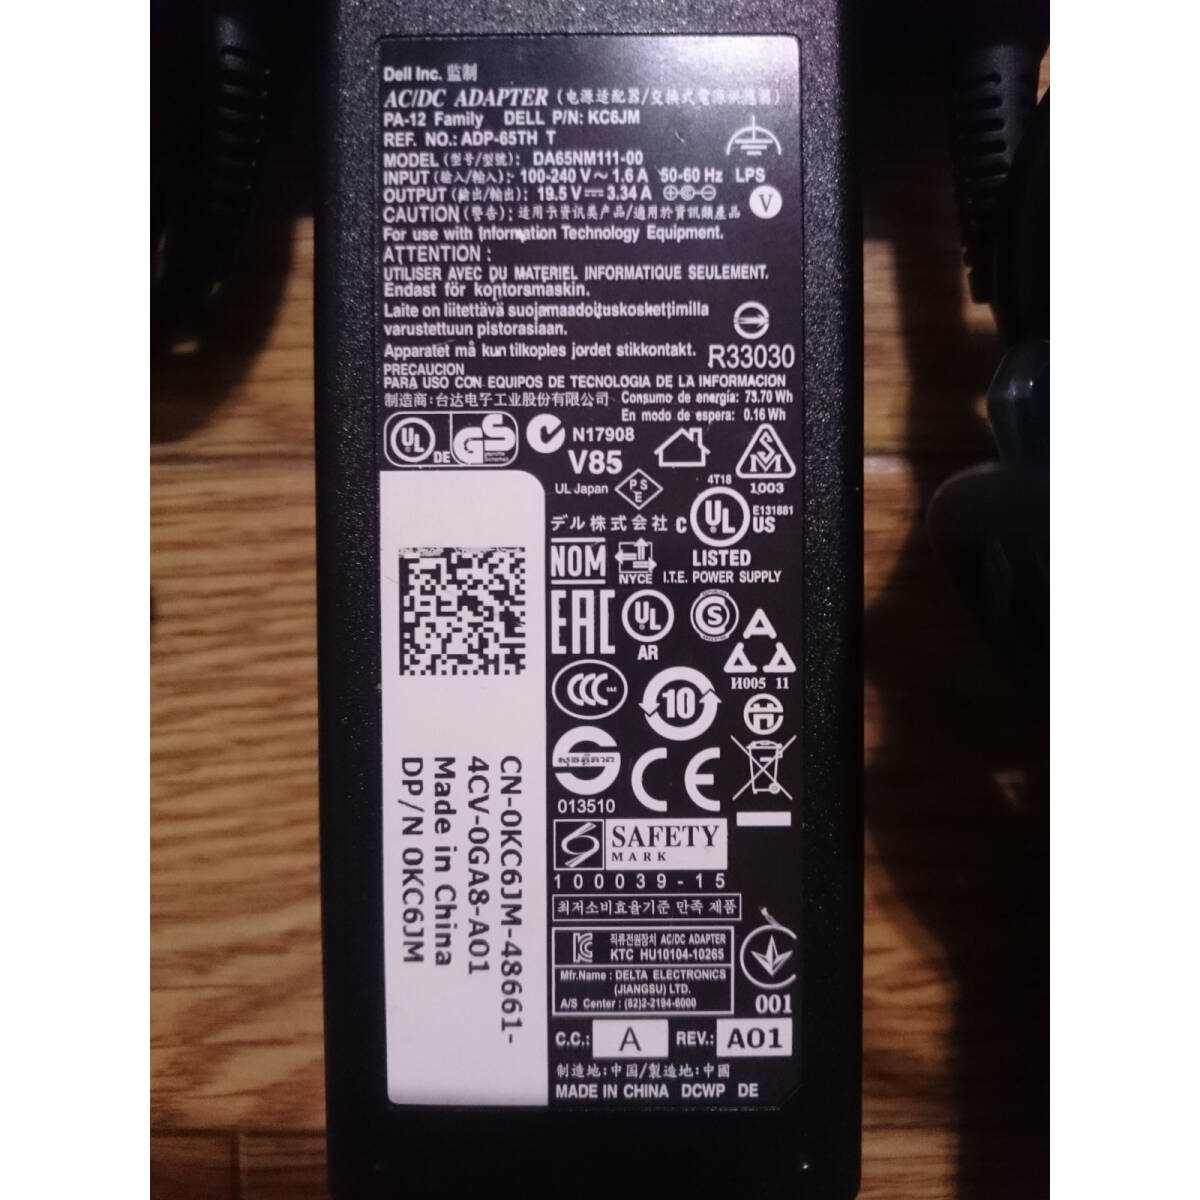 Dell Inc. 监制
AC/DC ADAPTER (电源适配器/交換式電源供應器)
PA-12 Family DELL P/N: KC6JM
REF. NO.: ADP-65TH T
MODEL (型号/型號): DA65NM111-00
INPUT (输入/輸入): 100-240 V~ 1.6 A 50-60 Hz LPS
OUTPUT (输出/輸出): 19.5 V⎓ 3.34 A
V
CAUTION (警告): 适用于资讯类产品/適用於資訊類產品
For use with Information Technology Equipment.
ATTENTION :
UTILISER AVEC DU MATERIEL INFORMATIQUE SEULEMENT.
Endast för kontorsmaskin.
Laite on liitettävä suojamaadoituskoskettimilla
varustettuun pistorasiaan.
Apparatet må kun tilkoples jordet stikkontakt.
R33030
PRECAUCION
PARA USO CON EQUIPOS DE TECNOLOGIA DE LA INFORMACION
制造商:台达电子工业股份有限公司 Consumo de energía: 73.70 Wh
En modo de espera: 0.16 Wh
UL DE GS N17908
V85
SM
1003
UL Japan PSE
4T18
デル株式会社 C UL US E131881
LISTED
I.T.E. POWER SUPPLY
NOM NYCE
EAC UL S
AR
И005 11
CCC S&E 10
CE
013510
SAFETY
MARK
100039-15
최저소비효율기준 만족 제품
직류전원장치 AC/DC ADAPTER
KTC HU10104-10265
Mfr.Name : DELTA ELECTRONICS
(JIANGSU) LTD.
A/S Center : (82)2-2194-6000
001
C.C.: A REV.: A01
制造地:中国/製造地:中國
MADE IN CHINA DCWP DE
CN-0KC6JM-48661-
4CV-0GA8-A01
Made in China
DP/N 0KC6JM